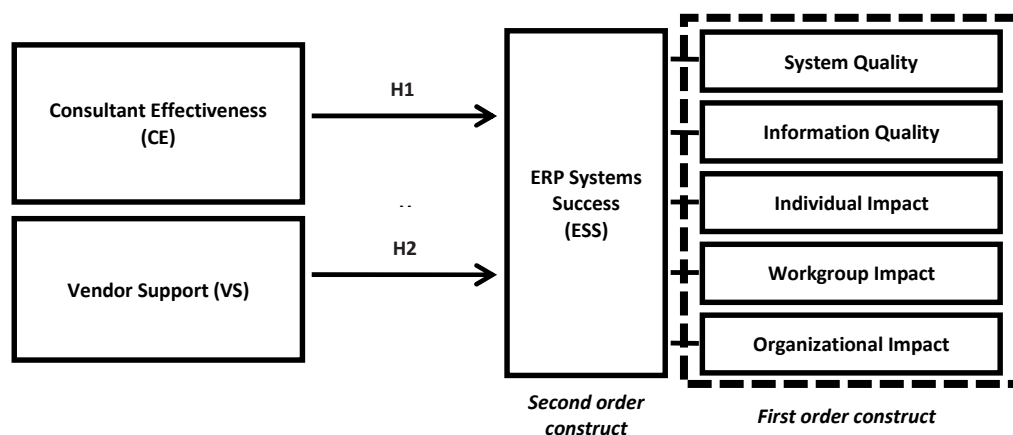 Consultant Effectiveness
(CE)
Vendor Support (VS)
H1
..
H2
ERP Systems
Success
(ESS)
Second order
construct
System Quality
Information Quality
Individual Impact
Workgroup Impact
Organizational Impact
First order construct